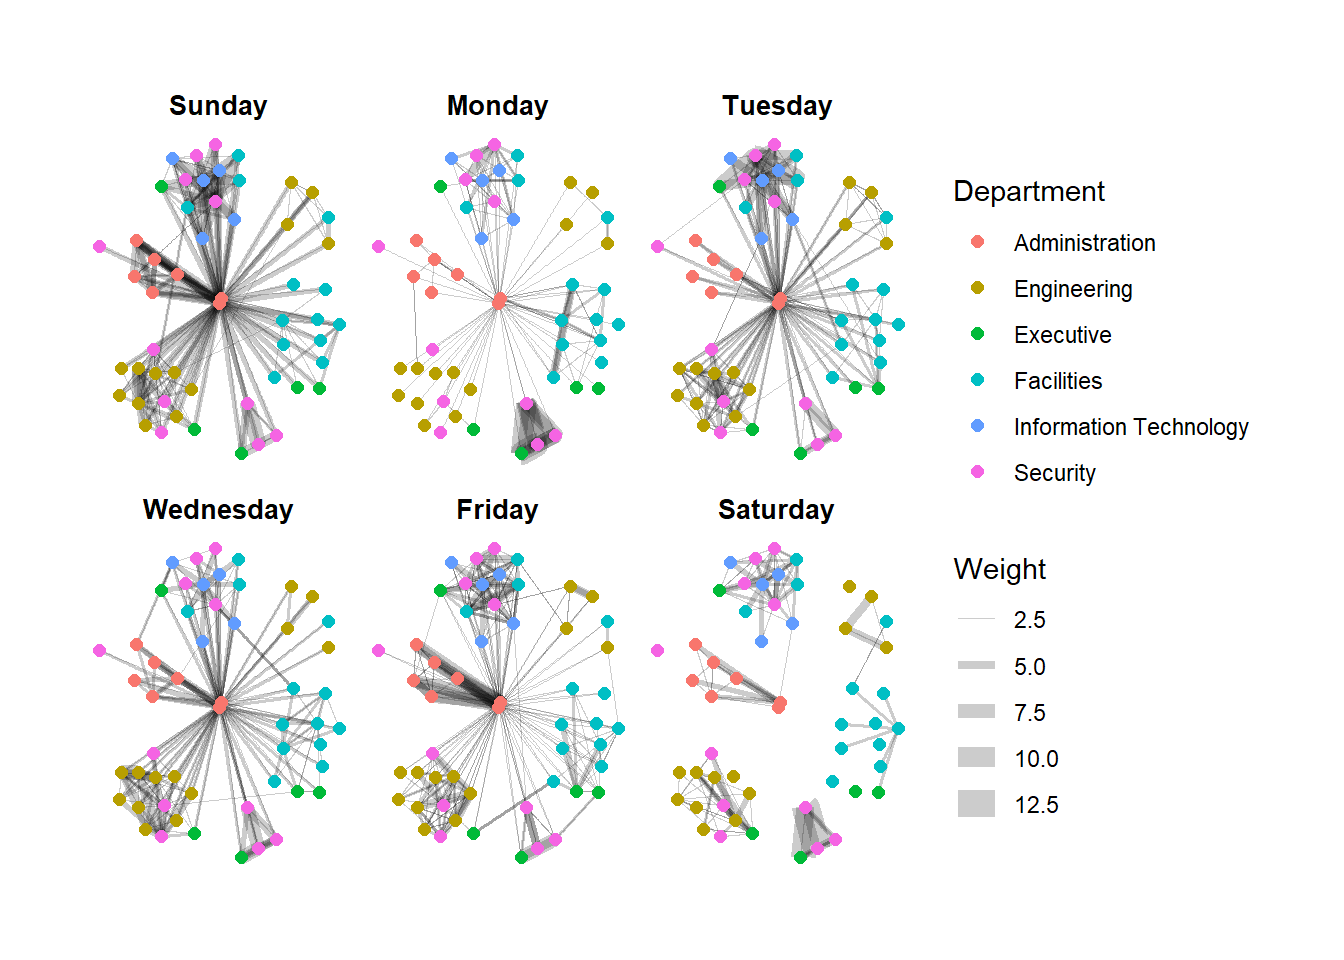 Sunday
Monday
Tuesday
Wednesday
Friday
Saturday
Department
Administration
Engineering
Executive
Facilities
Information Technology
Security
Weight
2.5
5.0
7.5
10.0
12.5